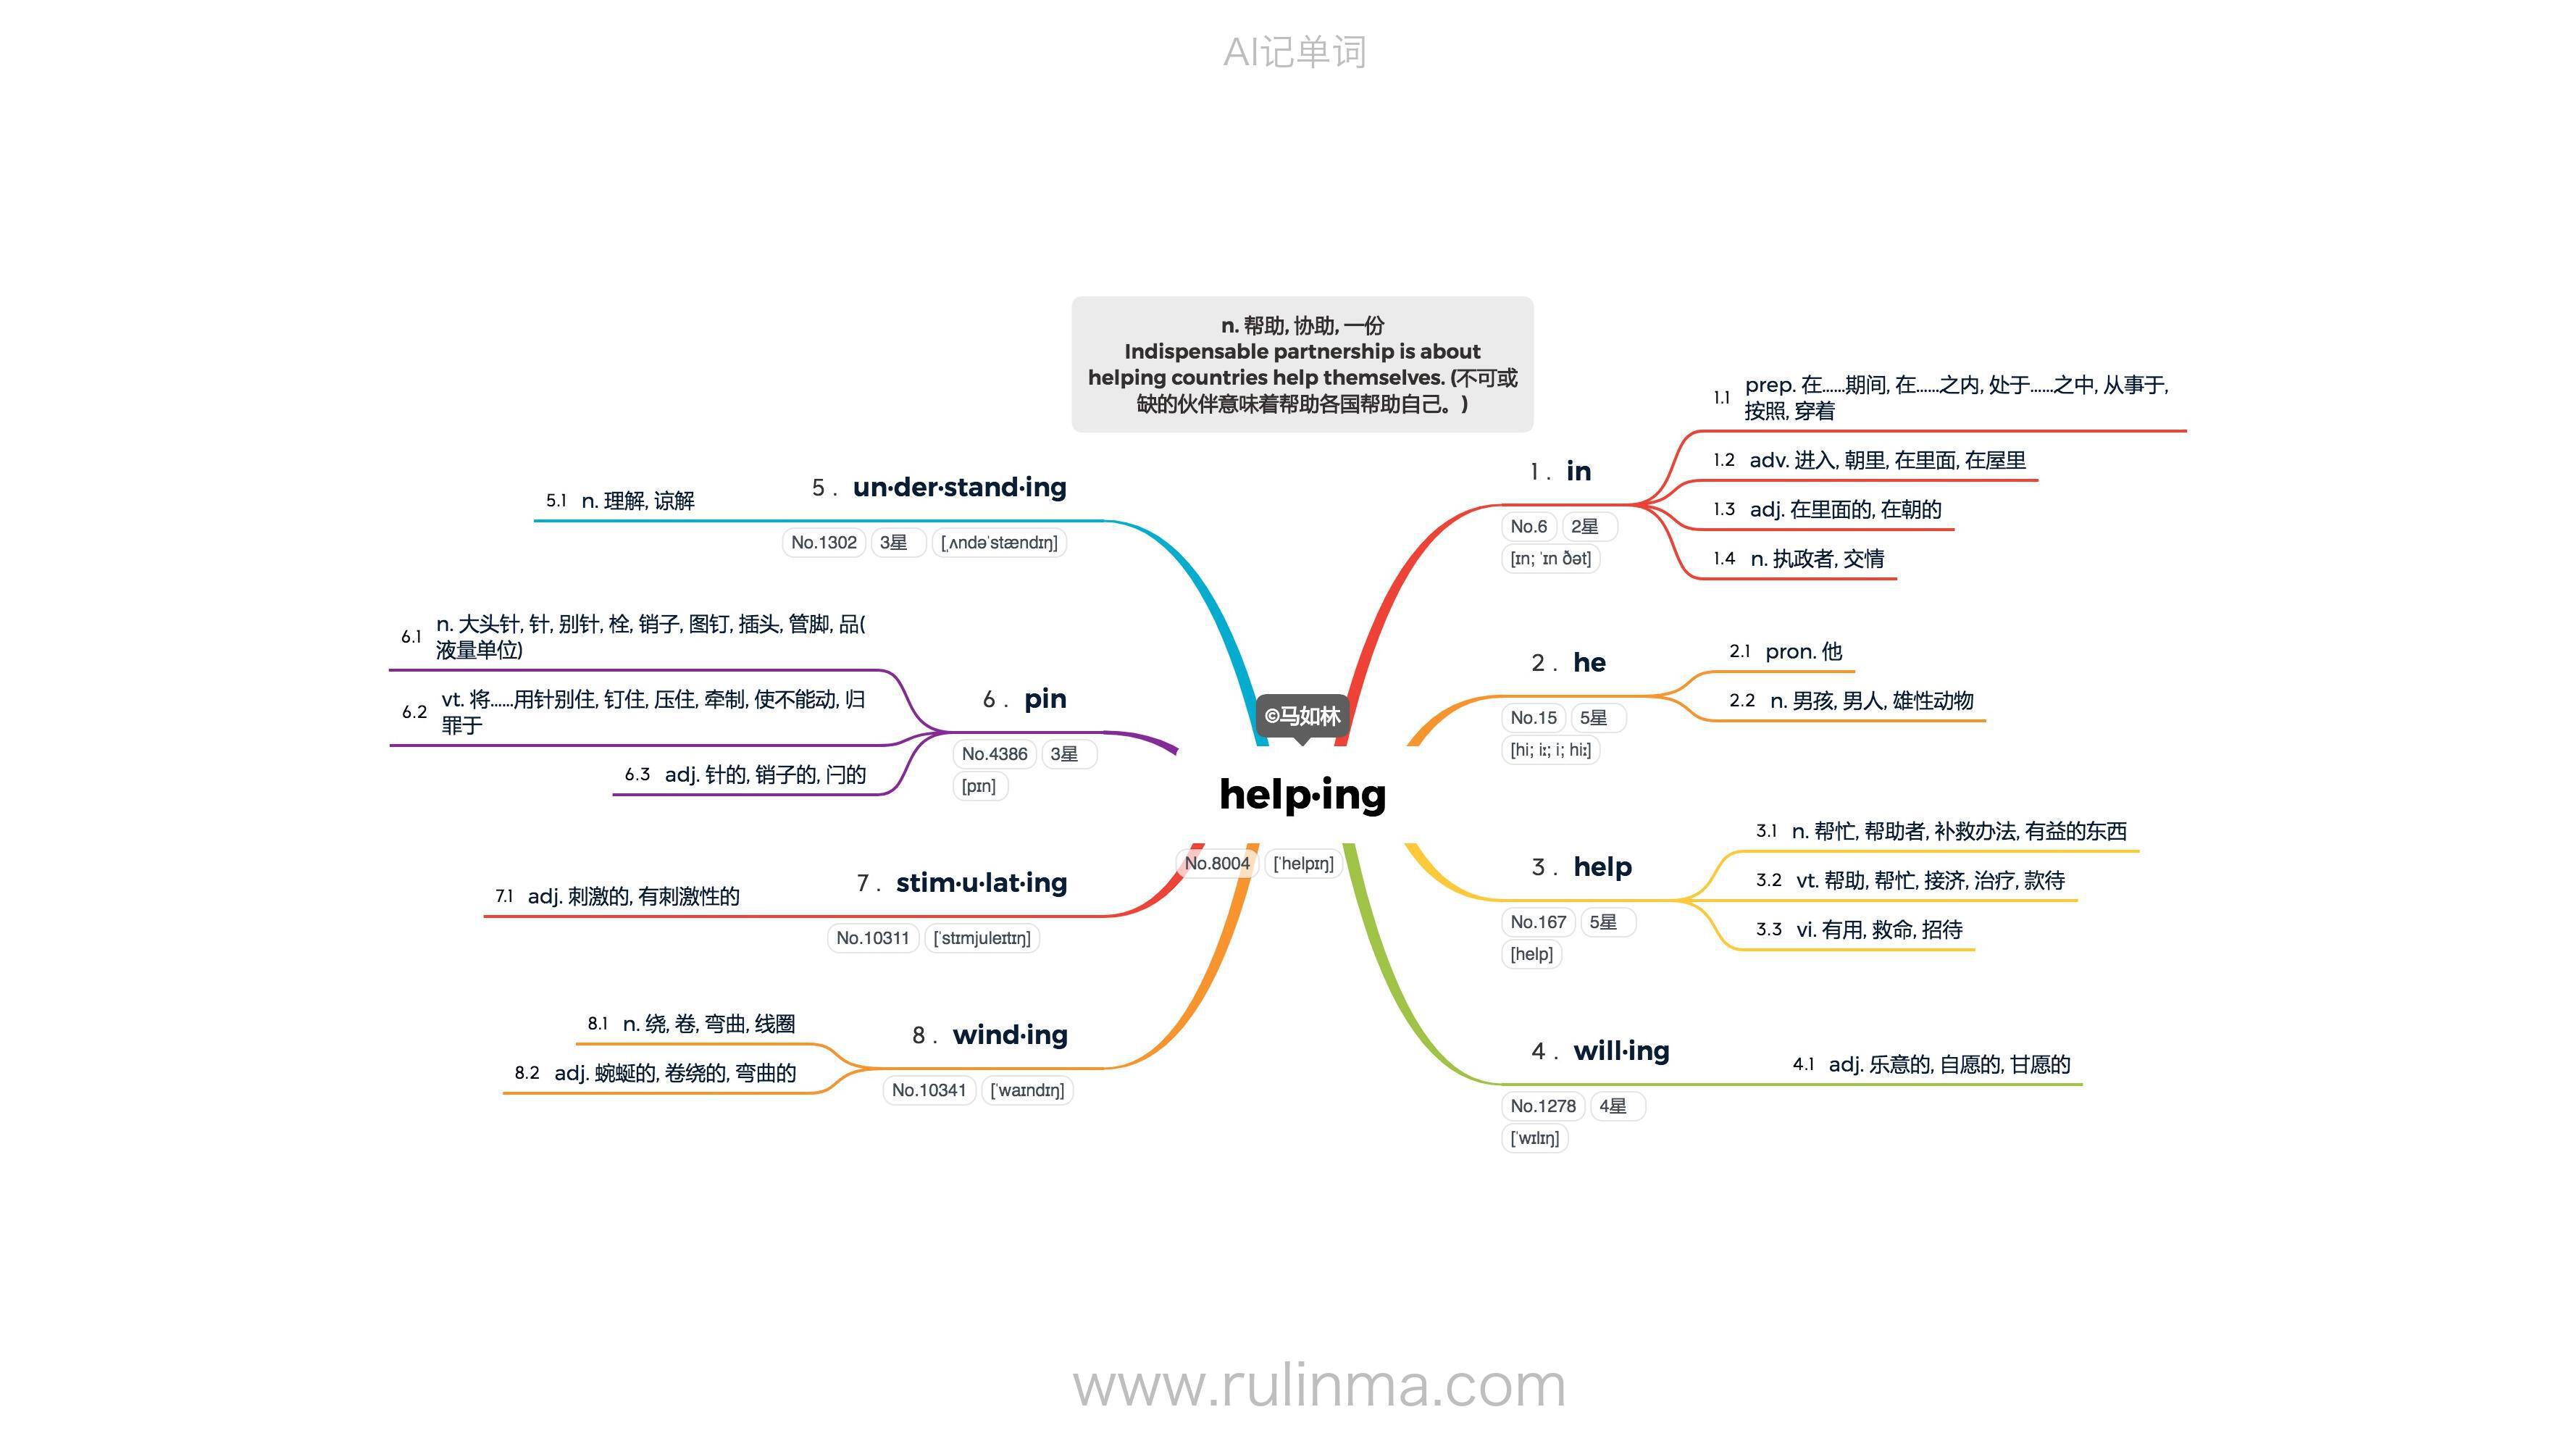 AI记单词
n. 帮助, 协助, 一份
Indispensable partnership is about
helping countries help themselves. (不可或
缺的伙伴意味着帮助各国帮助自己。)
©马如林
help·ing
No.8004 ['helpɪŋ]
1 . in
No.6 2星
[ɪn; ˈɪn ðət]
1.1 prep. 在……期间, 在……之内, 处于……之中, 从事于,
按照, 穿着
1.2 adv. 进入, 朝里, 在里面, 在屋里
1.3 adj. 在里面的, 在朝的
1.4 n. 执政者, 交情
2 . he
No.15 5星
[hi; iː; i; hiː]
2.1 pron. 他
2.2 n. 男孩, 男人, 雄性动物
3 . help
No.167 5星
[help]
3.1 n. 帮忙, 帮助者, 补救办法, 有益的东西
3.2 vt. 帮助, 帮忙, 接济, 治疗, 款待
3.3 vi. 有用, 救命, 招待
4 . will·ing
No.1278 4星
[ˈwɪlɪŋ]
4.1 adj. 乐意的, 自愿的, 甘愿的
5 . un·der·stand·ing
No.1302 3星 [ˌʌndəˈstændɪŋ]
5.1 n. 理解, 谅解
6 . pin
No.4386 3星
[pɪn]
6.1 n. 大头针, 针, 别针, 栓, 销子, 图钉, 插头, 管脚, 品(
液量单位)
6.2 vt. 将……用针别住, 钉住, 压住, 牵制, 使不能动, 归
罪于
6.3 adj. 针的, 销子的, 闩的
7 . stim·u·lat·ing
No.10311 [ˈstɪmjuleɪtɪŋ]
7.1 adj. 刺激的, 有刺激性的
8 . wind·ing
No.10341 [ˈwaɪndɪŋ]
8.1 n. 绕, 卷, 弯曲, 线圈
8.2 adj. 蜿蜒的, 卷绕的, 弯曲的
www.rulinma.com